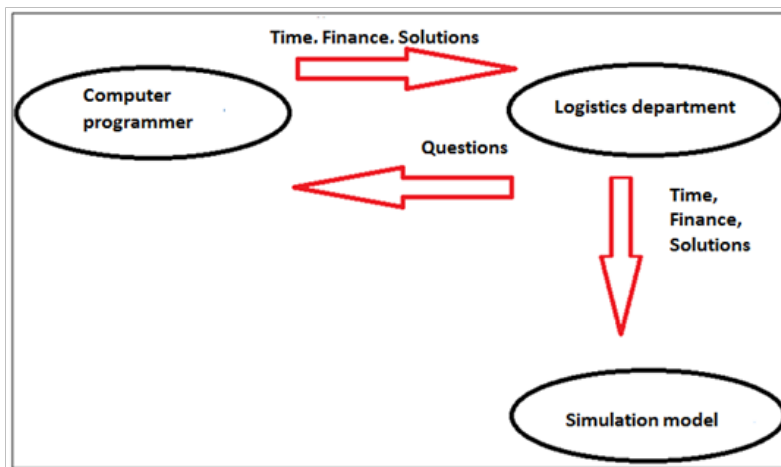 Time. Finance. Solutions
Computer
programmer
Logistics department
Questions
Time,
Finance,
Solutions
Simulation model